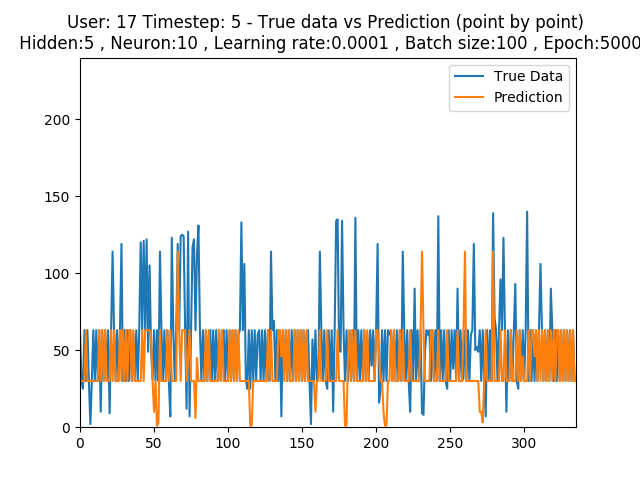 User: 17 Timestep: 5 - True data vs Prediction (point by point)
Hidden:5 , Neuron:10 , Learning rate:0.0001 , Batch size:100 , Epoch:5000
True Data
Prediction
200
150
100
50
0
0 50 100 150 200 250 300